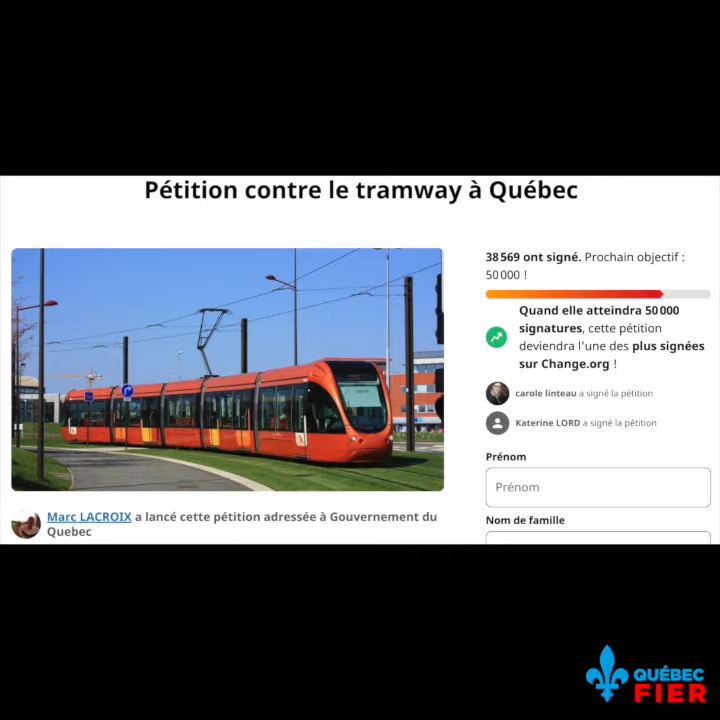 Pétition contre le tramway à Québec
38 569 ont signé. Prochain objectif :
50 000 !
Quand elle atteindra 50 000
signatures, cette pétition
deviendra l'une des plus signées
sur Change.org !
carole linteau a signé la pétition
Katerine LORD a signé la pétition
Prénom
Prénom
Nom de famille
Marc LACROIX a lancé cette pétition adressée à Gouvernement du
Quebec
QUÉBEC
FIER